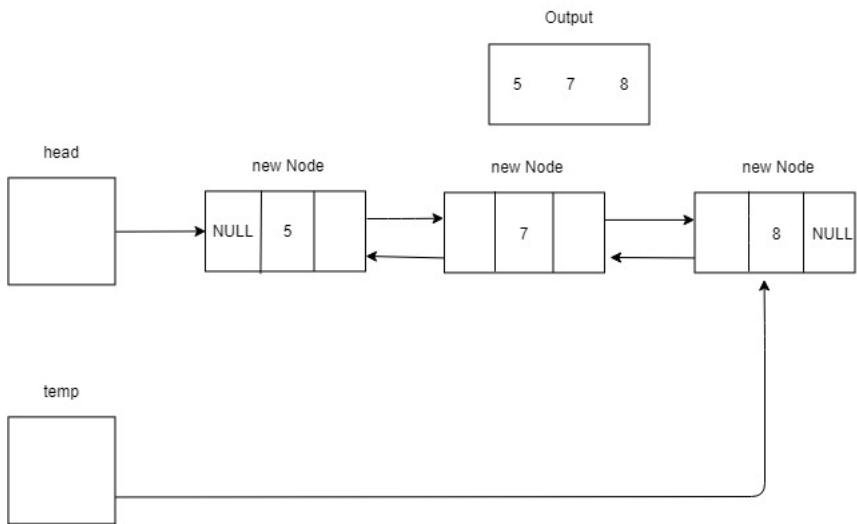 Output
5 7 8
head
new Node
new Node
new Node
NULL 5
7
8 NULL
temp